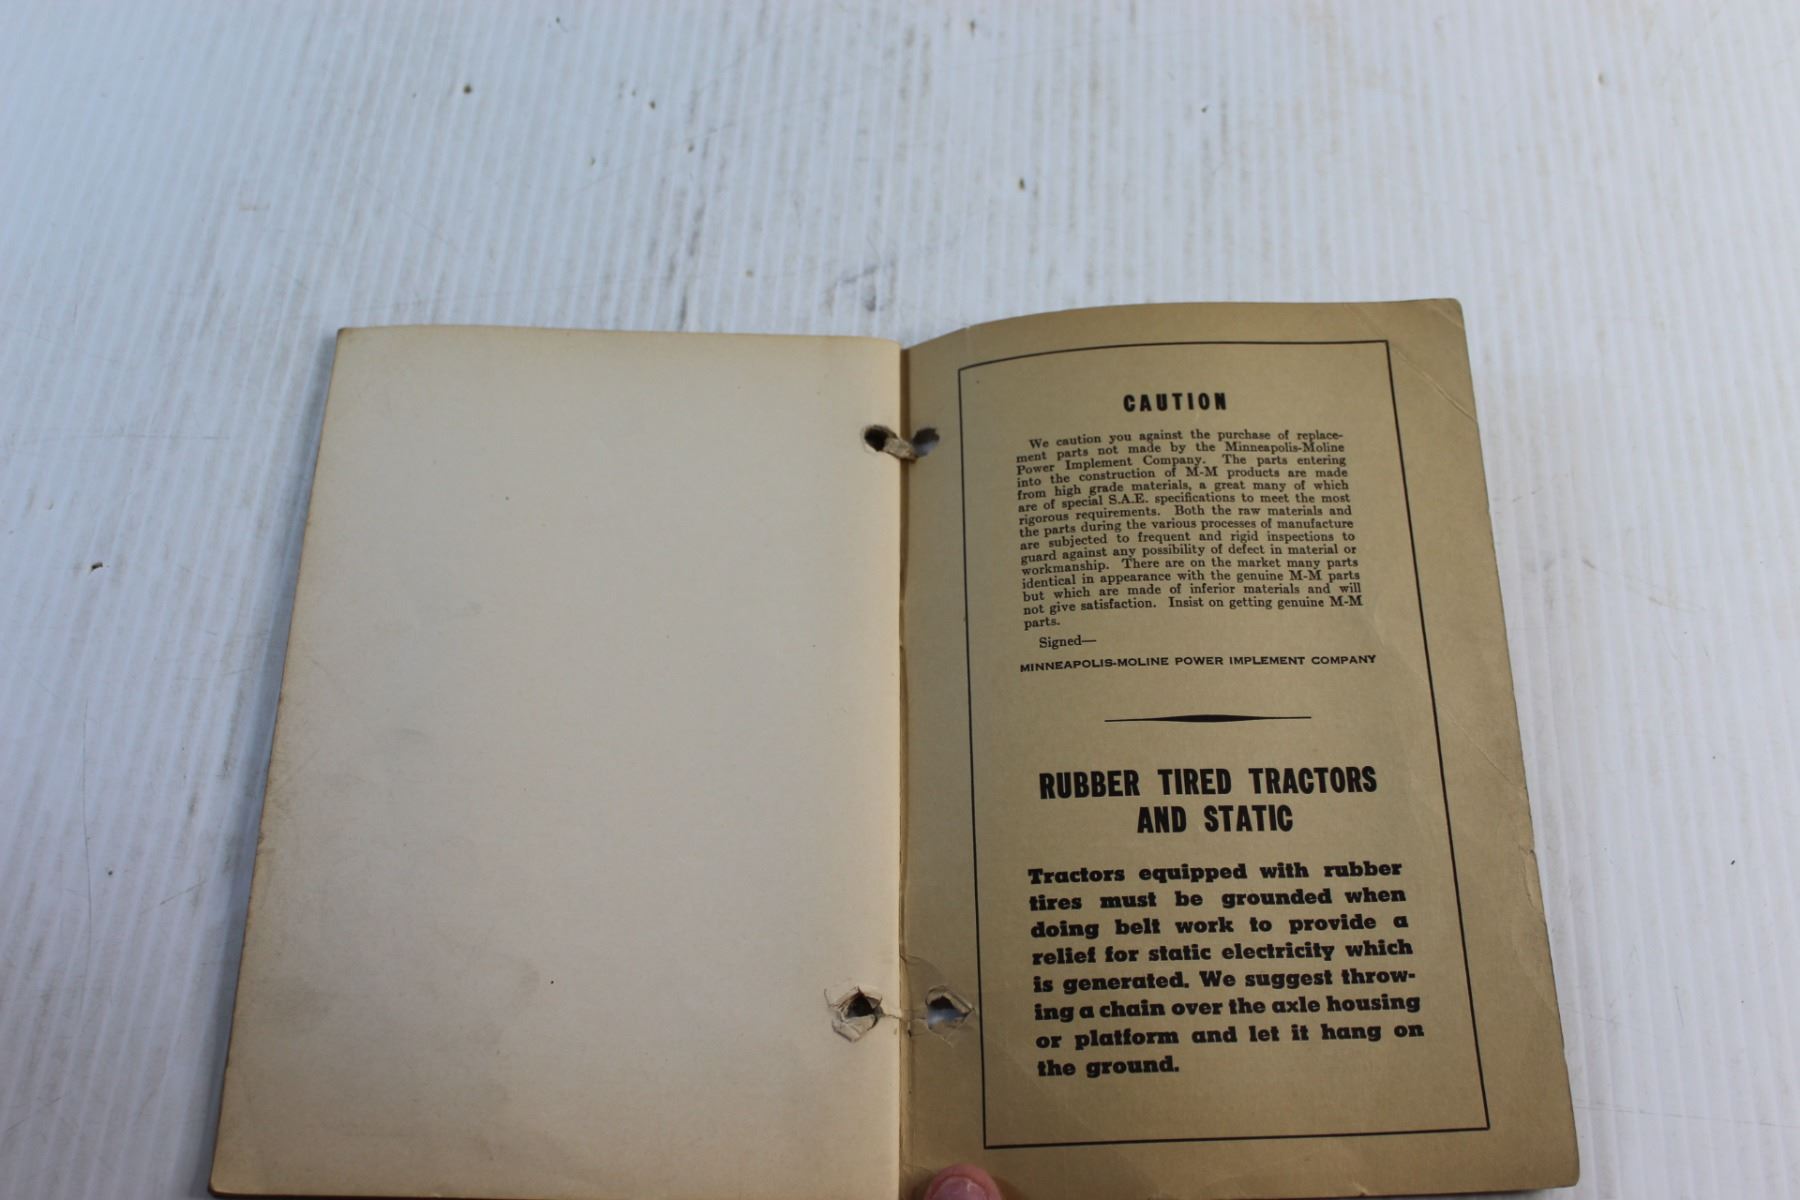 CAUTION
We caution you against the purchase of replace-
ment parts not made by the Minneapolis-Moline
Power Implement Company. The parts entering
into the construction of M-M products are made
from high grade materials, a great many of which
are of special S.A.E. specifications to meet the most
rigorous requirements. Both the raw materials and
the parts during the various processes of manufacture
are subjected to frequent and rigid inspections to
guard against any possibility of defect in material or
workmanship. There are on the market many parts
identical in appearance with the genuine M-M parts
but which are made of inferior materials and will
not give satisfaction. Insist on getting genuine M-M
parts.
Signed—
MINNEAPOLIS-MOLINE POWER IMPLEMENT COMPANY
RUBBER TIRED TRACTORS
AND STATIC
Tractors equipped with rubber
tires must be grounded when
doing belt work to provide a
relief for static electricity which
is generated. We suggest throw-
ing a chain over the axle housing
or platform and let it hang on
the ground.